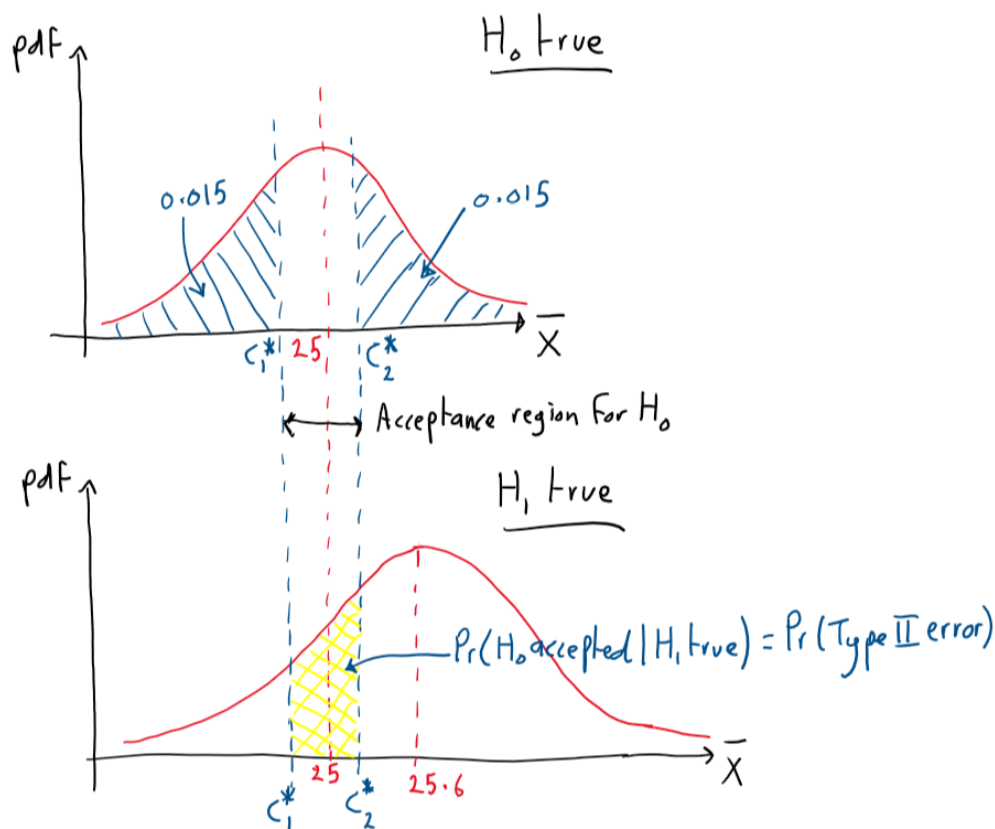 pdf
H₀ true
0.015
0.015
C₁* 25 C₂*
X̄
Acceptance region for H₀
pdf
H₁ true
Pr(H₀ accepted | H₁ true) = Pr(Type II error)
25 25.6
X̄
C₁* C₂*